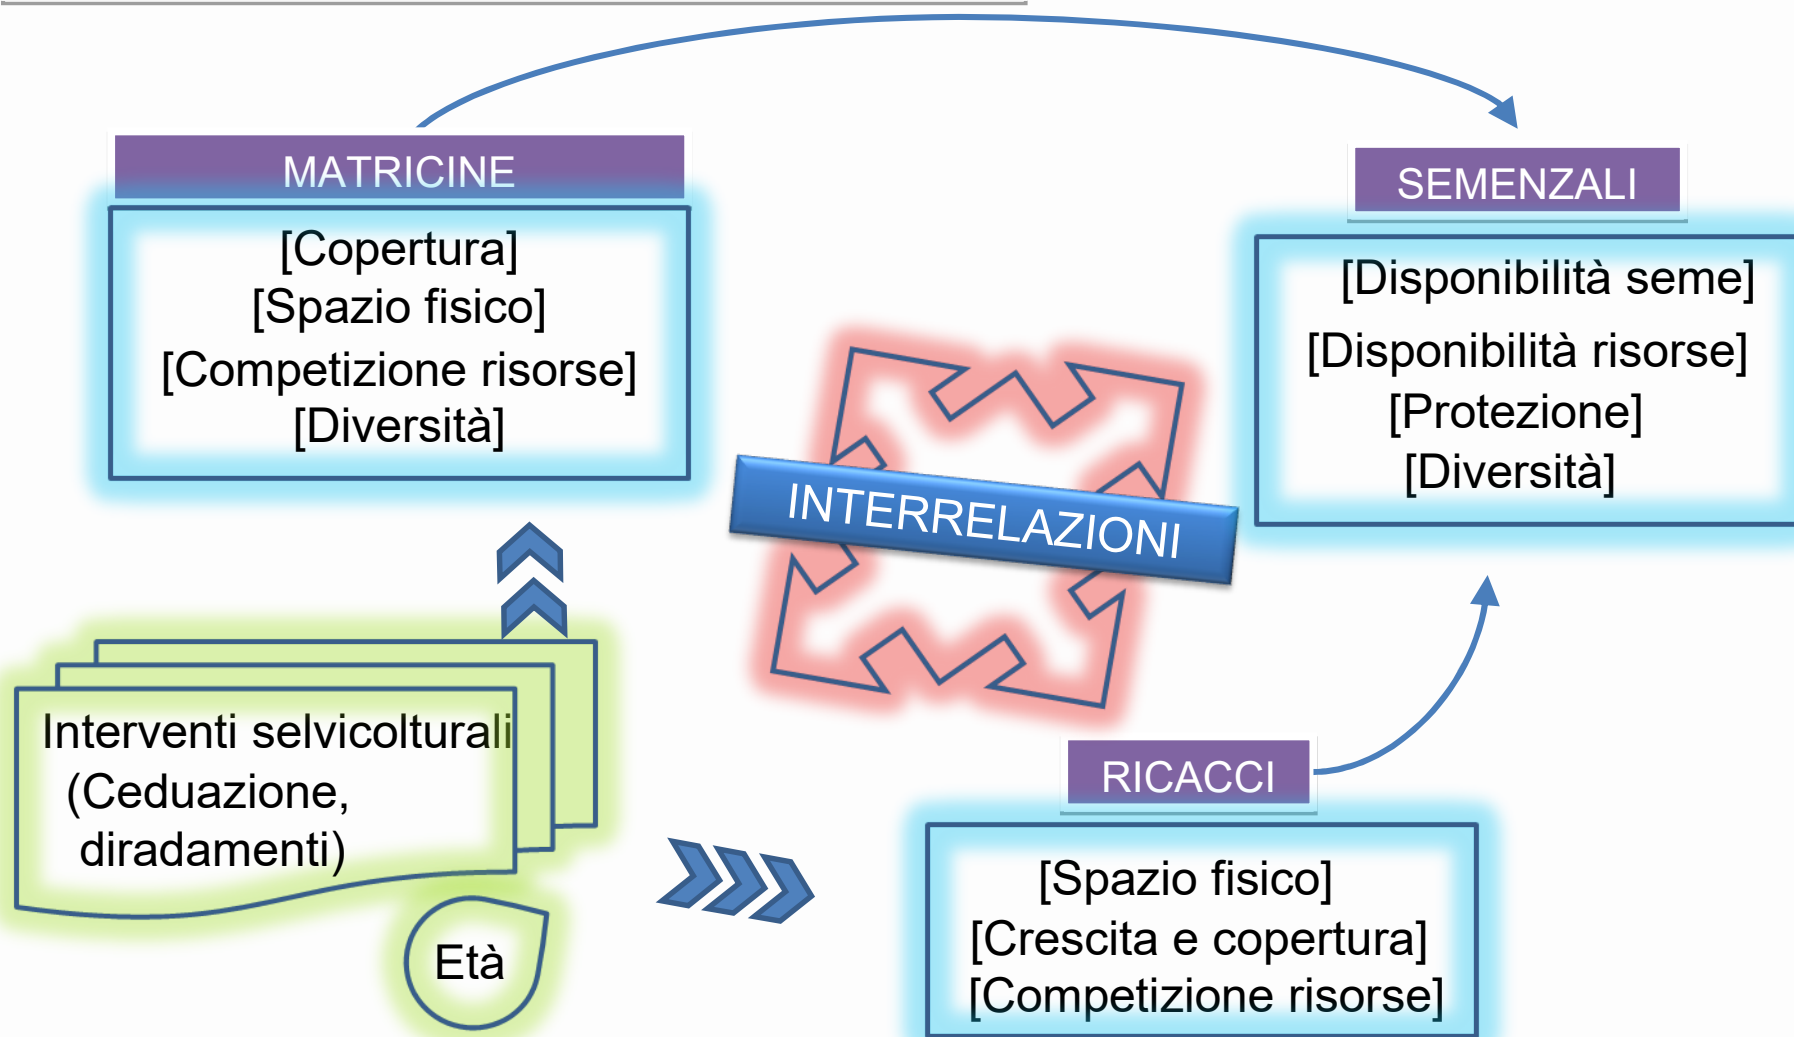 MATRICINE
[Copertura]
[Spazio fisico]
[Competizione risorse]
[Diversità]
SEMENZALI
[Disponibilità seme]
[Disponibilità risorse]
[Protezione]
[Diversità]
INTERRELAZIONI
Interventi selvicolturali
(Ceduazione,
diradamenti)
Età
RICACCI
[Spazio fisico]
[Crescita e copertura]
[Competizione risorse]